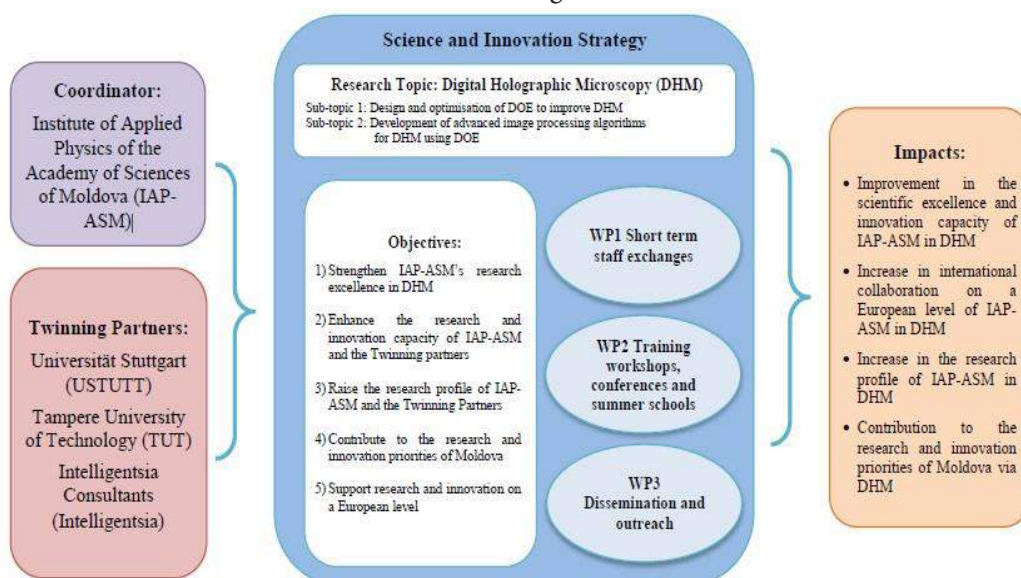 Coordinator:
Institute of Applied
Physics of the
Academy of Sciences
of Moldova (IAP-
ASM)
Twinning Partners:
Universität Stuttgart
(USTUTT)
Tampere University
of Technology (TUT)
Intelligentsia
Consultants
(Intelligentsia)
Science and Innovation Strategy
Research Topic: Digital Holographic Microscopy (DHM)
Sub-topic 1: Design and optimisation of DOE to improve DHM
Sub-topic 2: Development of advanced image processing algorithms
for DHM using DOE
Objectives:
1) Strengthen IAP-ASM's research
excellence in DHM
2) Enhance the research and
innovation capacity of IAP-ASM
and the Twinning partners
3) Raise the research profile of IAP-
ASM and the Twinning Partners
4) Contribute to the research and
innovation priorities of Moldova
5) Support research and innovation on
a European level
WP1 Short term
staff exchanges
WP2 Training
workshops,
conferences and
summer schools
WP3
Dissemination and
outreach
Impacts:
• Improvement in the
scientific excellence and
innovation capacity of
IAP-ASM in DHM
• Increase in international
collaboration on a
European level of IAP-
ASM in DHM
• Increase in the research
profile of IAP-ASM in
DHM
• Contribution to the
research and innovation
priorities of Moldova via
DHM